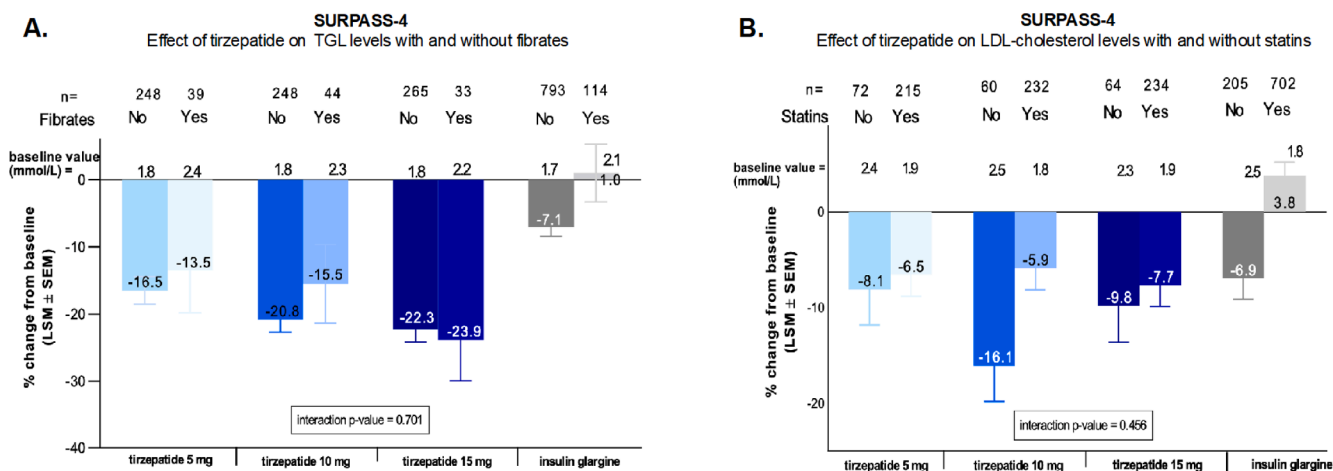 A.
SURPASS-4
Effect of tirzepatide on TGL levels with and without fibrates
n= 248 39 248 44 265 33 793 114
Fibrates No Yes No Yes No Yes No Yes
baseline value
(mmol/L) = 1.8 2.4 1.8 2.3 1.8 2.2 1.7 2.1
0
-10
-20
-30
-40
% change from baseline
(LSM ± SEM)
-16.5 -13.5 -20.8 -15.5 -22.3 -23.9 -7.1 1.0
interaction p-value = 0.701
tirzepatide 5 mg tirzepatide 10 mg tirzepatide 15 mg insulin glargine
B.
SURPASS-4
Effect of tirzepatide on LDL-cholesterol levels with and without statins
n= 72 215 60 232 64 234 205 702
Statins No Yes No Yes No Yes No Yes
baseline value =
(mmol/L)
2.4 1.9 2.5 1.8 2.3 1.9 2.5 1.8
0
-10
-20
% change from baseline
(LSM ± SEM)
-8.1 -6.5 -16.1 -5.9 -9.8 -7.7 -6.9 3.8
interaction p-value = 0.456
tirzepatide 5 mg tirzepatide 10 mg tirzepatide 15 mg insulin glargine